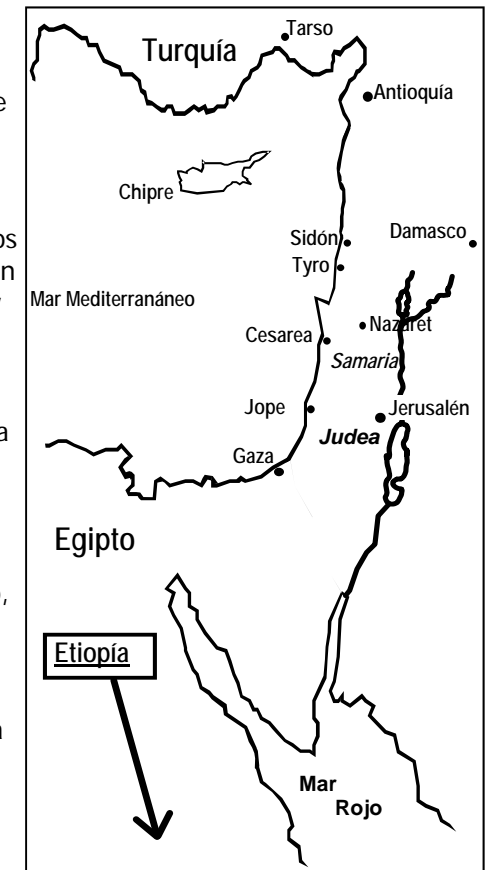 Tarso
Turquía
Antioquía
Chipre
Sidón
Damasco
Tyro
Mar Mediterranáneo
Nazaret
Cesarea
Samaria
Jope
Jerusalén
Judea
Gaza
Egipto
Etiopía
Mar
Rojo